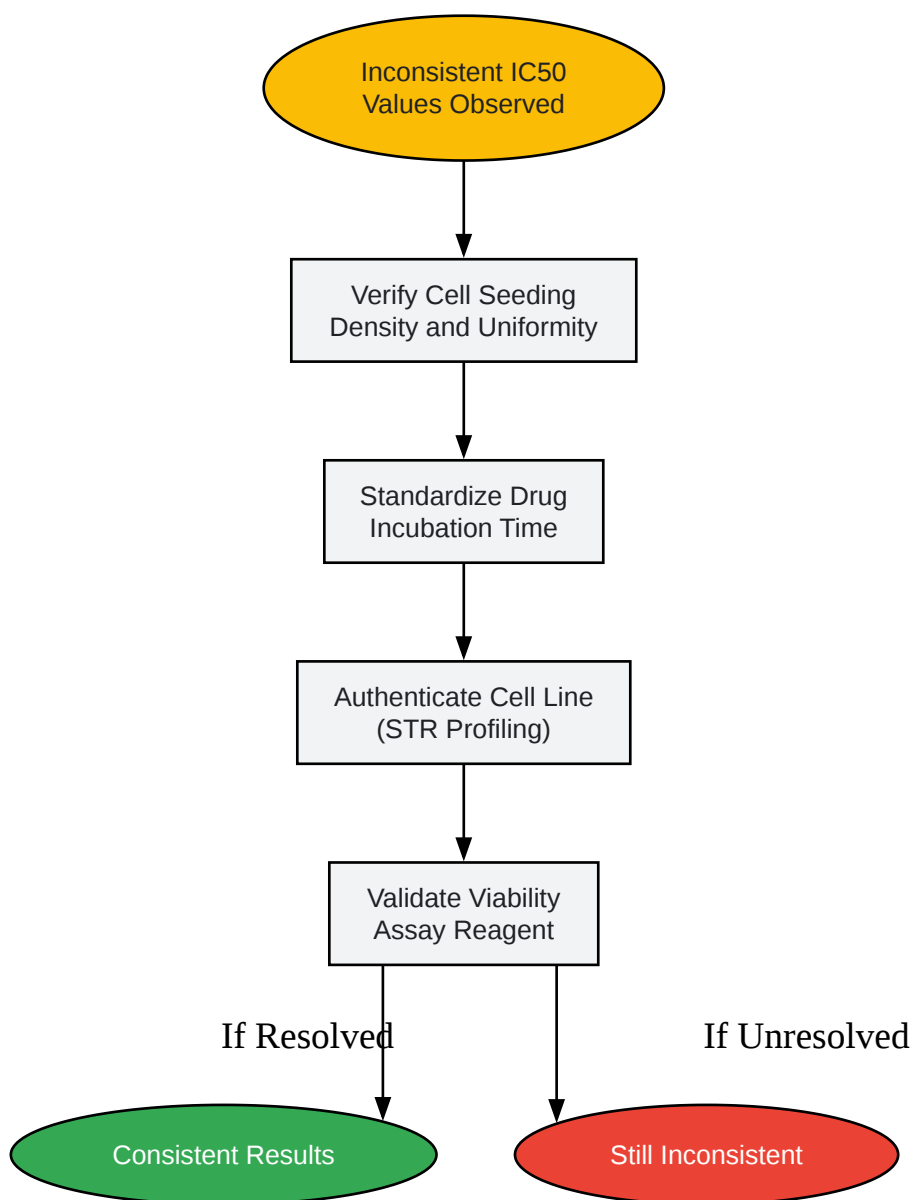 Inconsistent IC50
Values Observed
Verify Cell Seeding
Density and Uniformity
Standardize Drug
Incubation Time
Authenticate Cell Line
(STR Profiling)
Validate Viability
Assay Reagent
If Resolved
If Unresolved
Consistent Results
Still Inconsistent